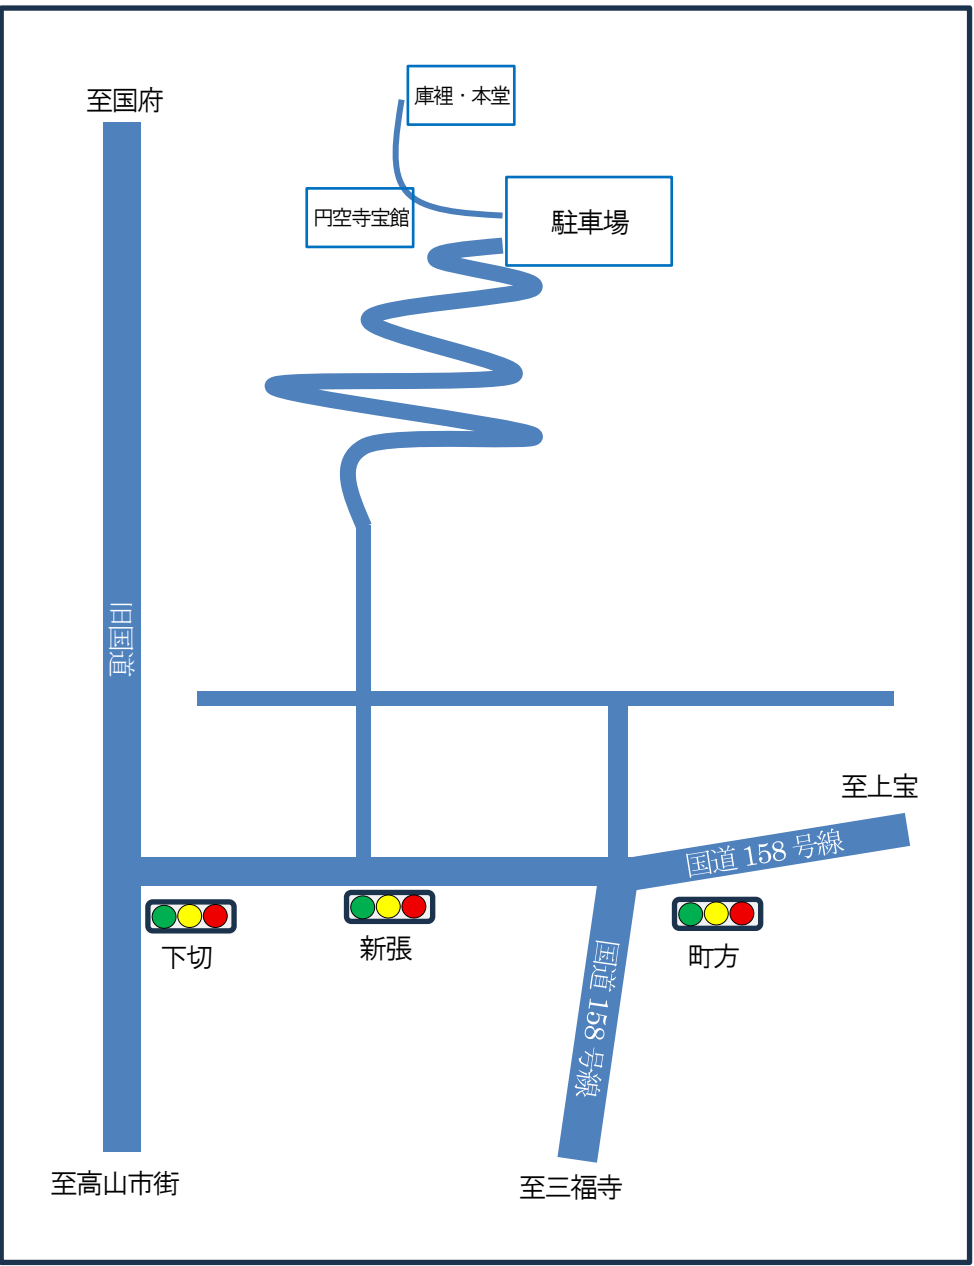 至国府
庫裡・本堂
円空寺宝館
駐車場
旧国道
至上宝
国道 158 号線
下切
新張
町方
国道 158 号線
至高山市街
至三福寺